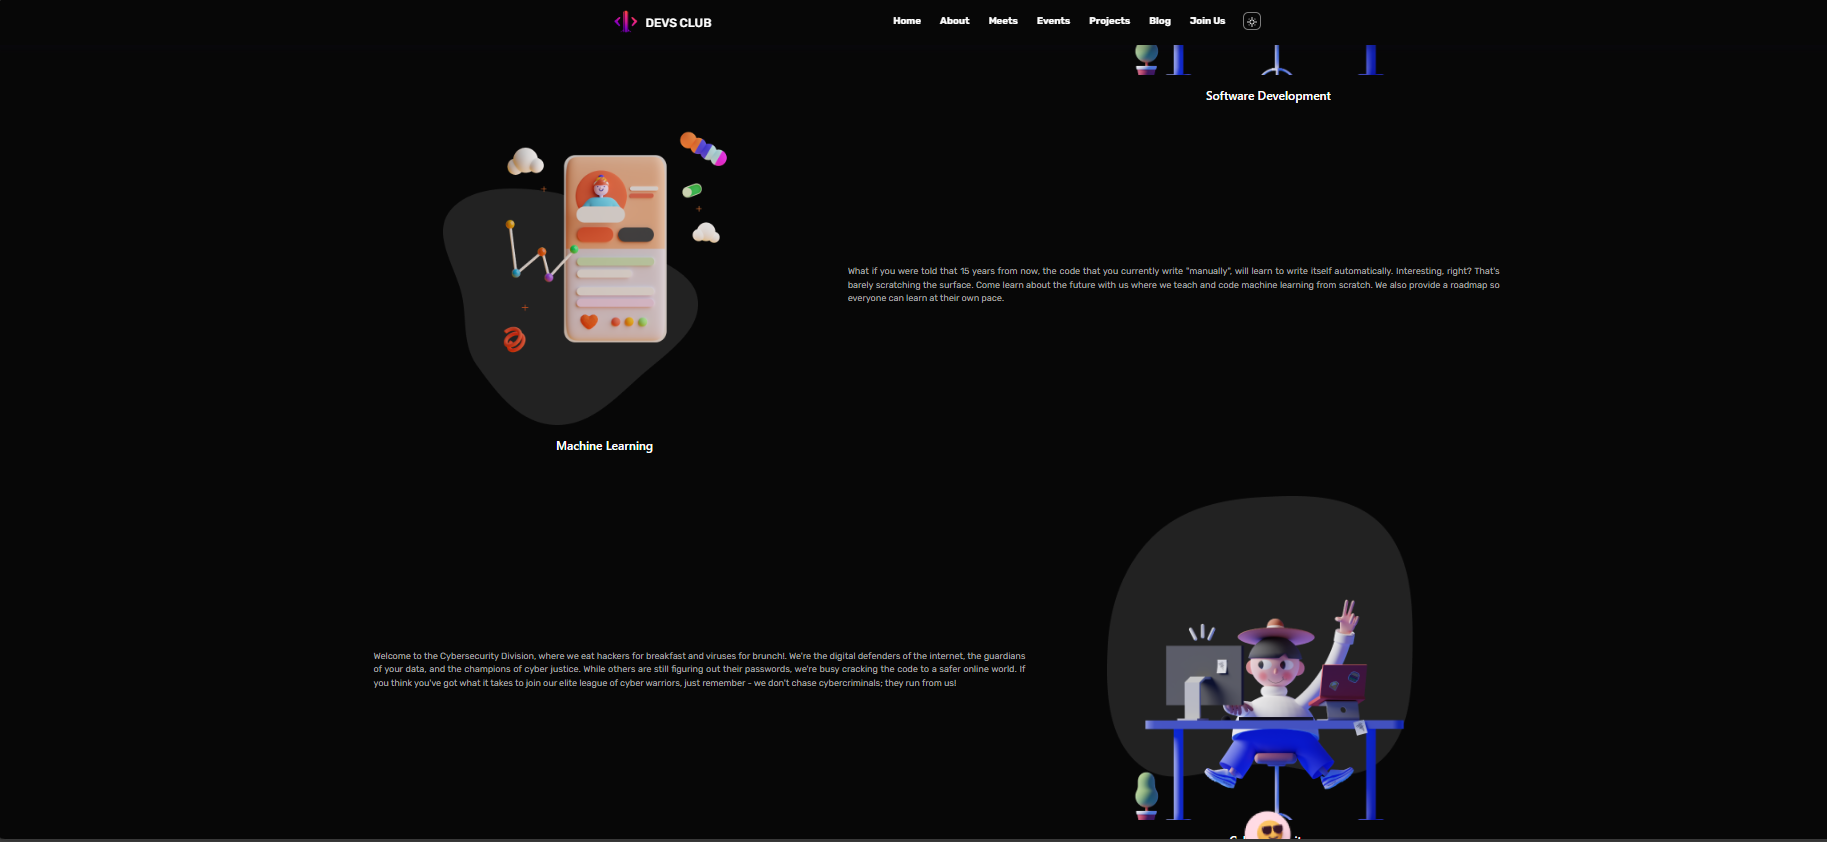 DEVS CLUB
Home
About
Meets
Events
Projects
Blog
Join Us
Software Development
What if you were told that 15 years from now, the code that you currently write "manually", will learn to write itself automatically. Interesting, right? That's
barely scratching the surface. Come learn about the future with us where we teach and code machine learning from scratch. We also provide a roadmap so
everyone can learn at their own pace.
Machine Learning
Welcome to the Cybersecurity Division, where we eat hackers for breakfast and viruses for brunch!. We're the digital defenders of the internet, the guardians
of your data, and the champions of cyber justice. While others are still figuring out their passwords, we're busy cracking the code to a safer online world. If
you think you've got what it takes to join our elite league of cyber warriors, just remember - we don't chase cybercriminals; they run from us!